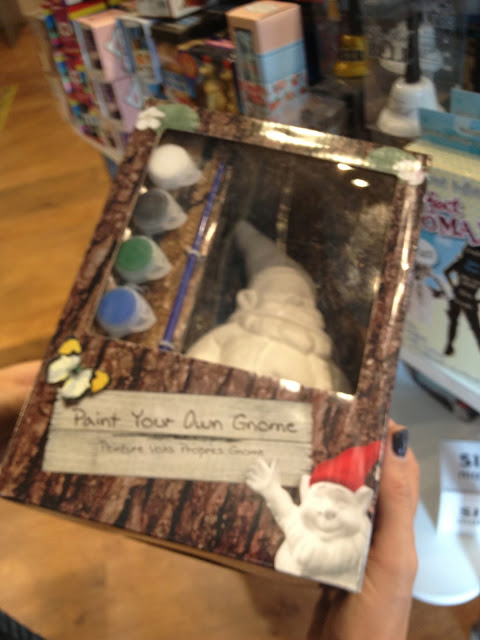 Paint Your Own Gnome
Peinture Vos Propres Gnome